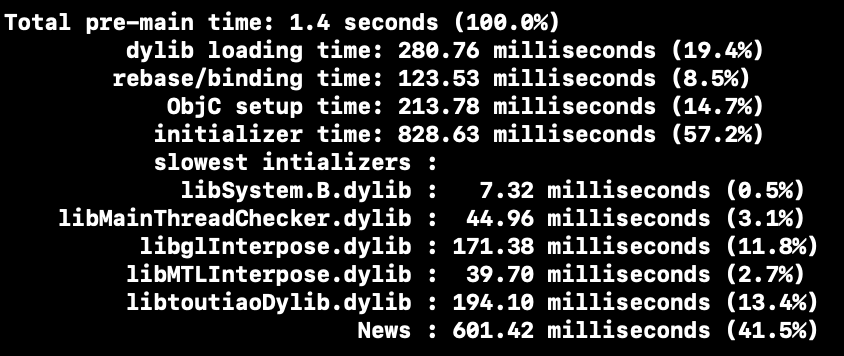 Total pre-main time: 1.4 seconds (100.0%)
dylib loading time: 280.76 milliseconds (19.4%)
rebase/binding time: 123.53 milliseconds (8.5%)
ObjC setup time: 213.78 milliseconds (14.7%)
initializer time: 828.63 milliseconds (57.2%)
slowest intializers :
libSystem.B.dylib : 7.32 milliseconds (0.5%)
libMainThreadChecker.dylib : 44.96 milliseconds (3.1%)
libglInterpose.dylib : 171.38 milliseconds (11.8%)
libMTLInterpose.dylib : 39.70 milliseconds (2.7%)
libtoutiaoDylib.dylib : 194.10 milliseconds (13.4%)
News : 601.42 milliseconds (41.5%)